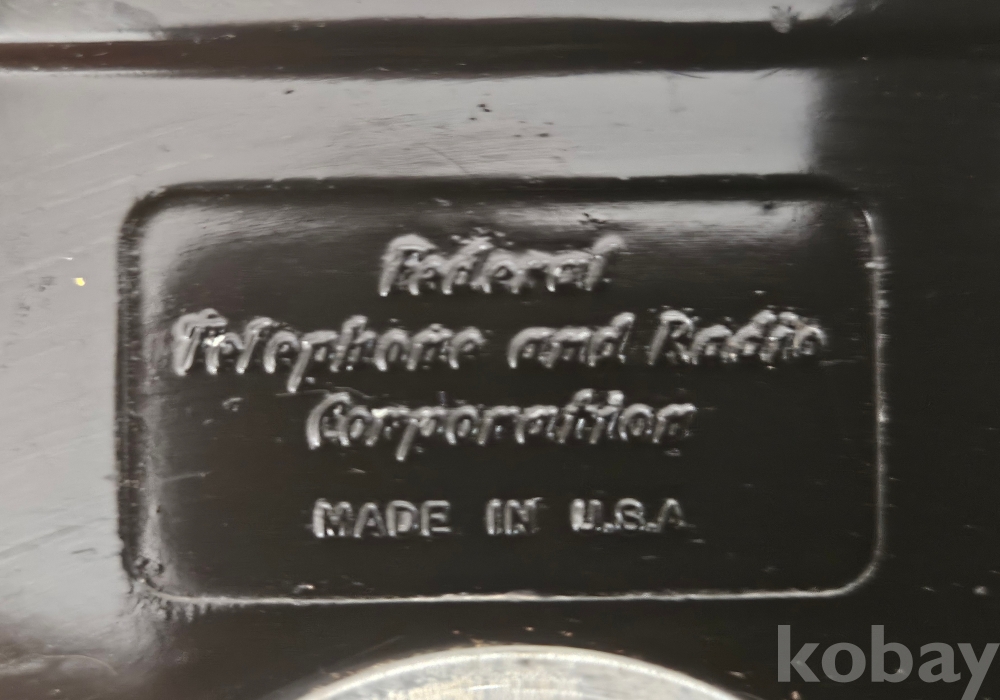 Federal
Telephone and Radio
Corporation
MADE IN U.S.A
kobay